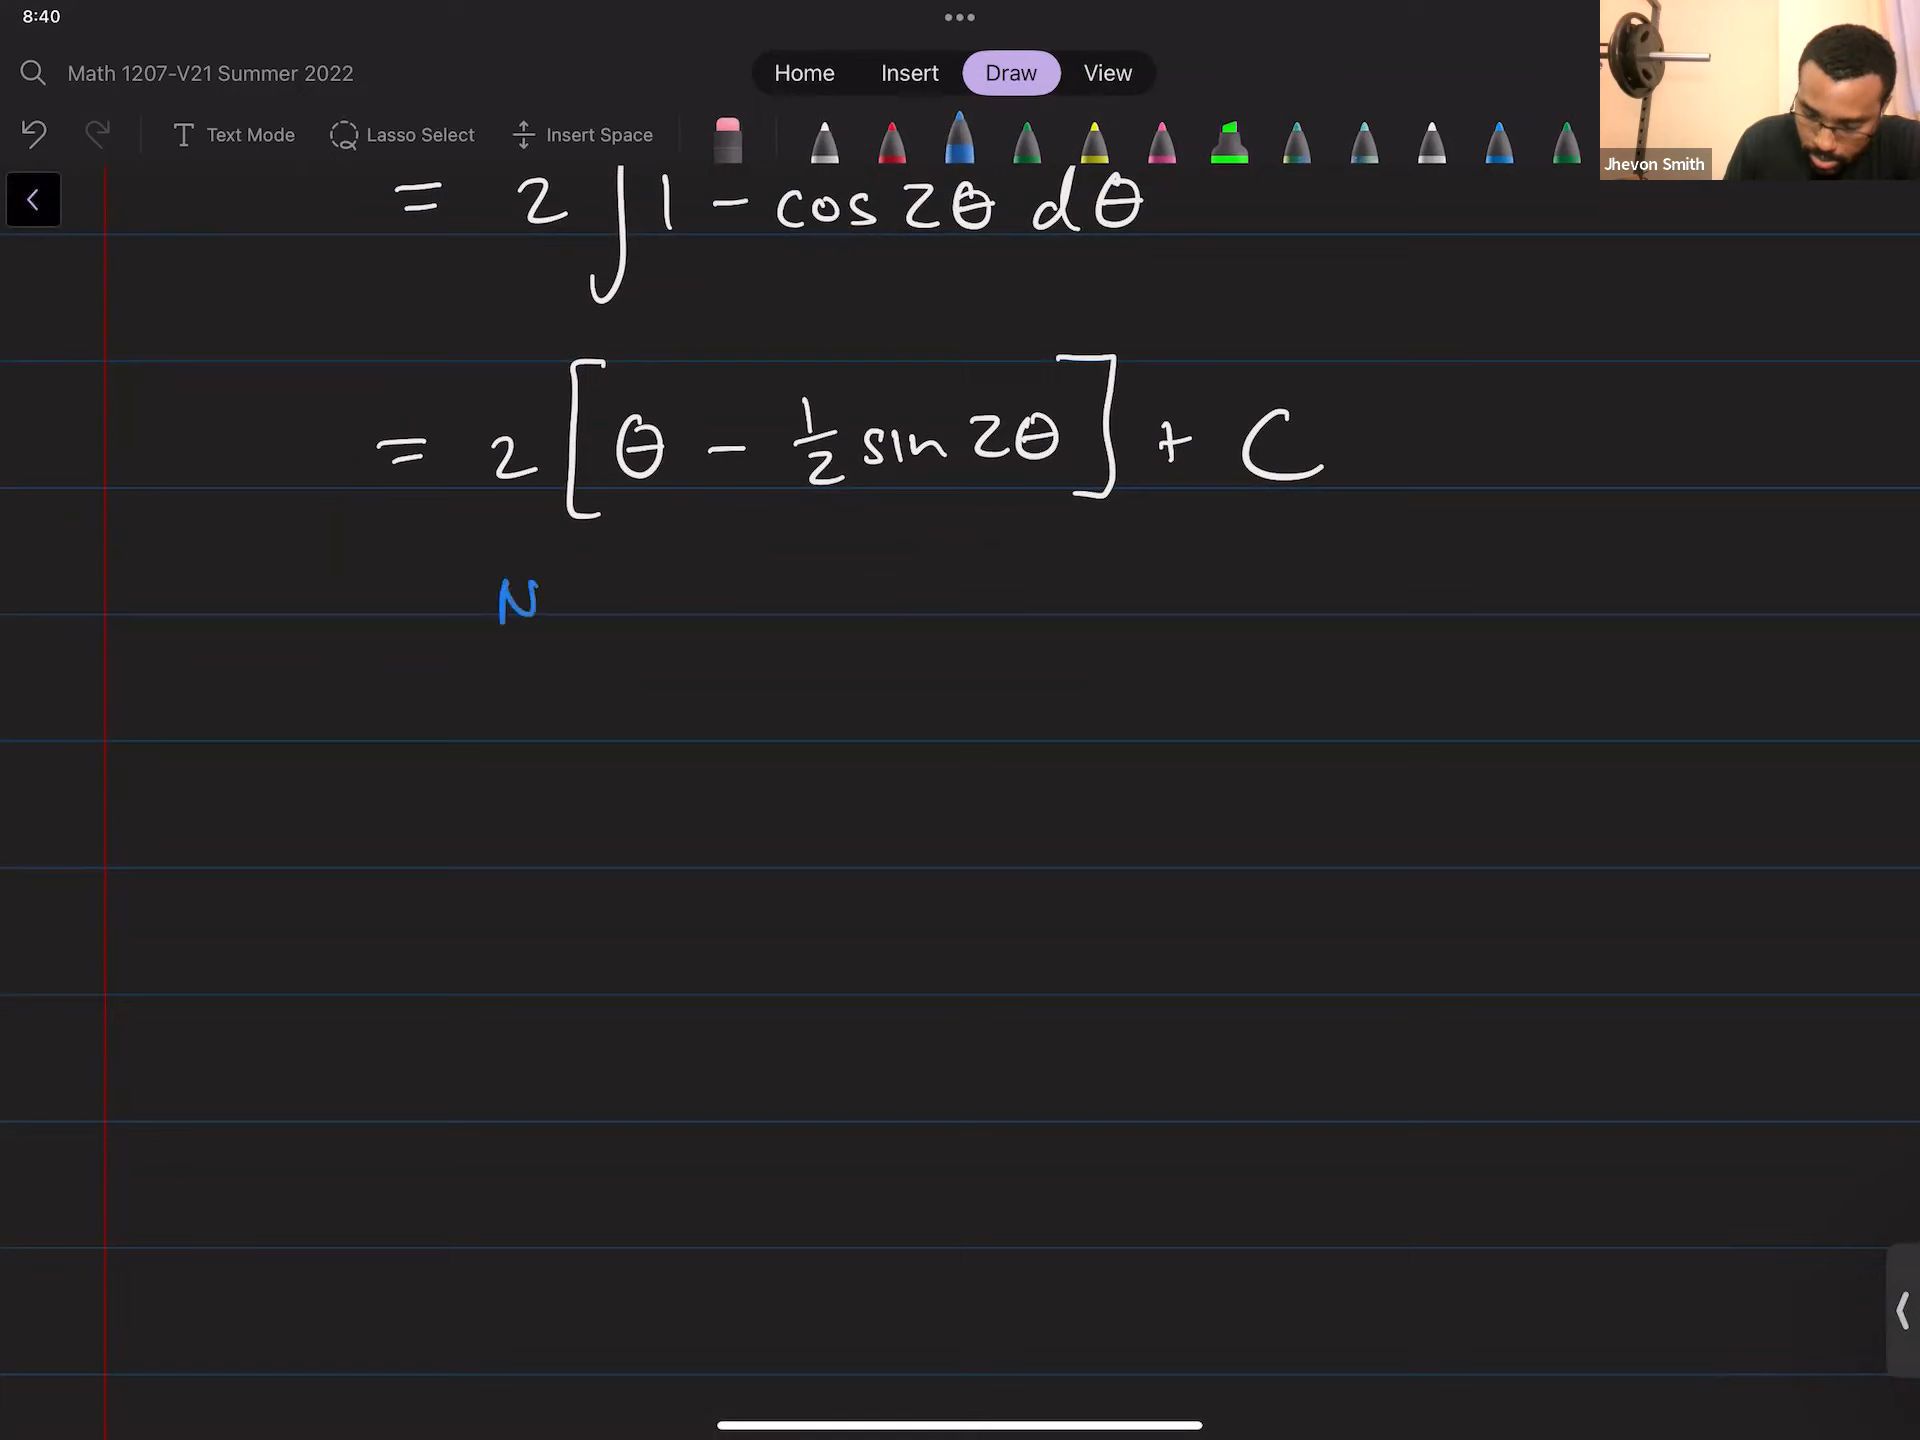 8:40
Math 1207-V21 Summer 2022
Home Insert Draw View
Text Mode Lasso Select Insert Space
Jhevon Smith
= 2 ∫ 1 - cos 2θ dθ
= 2 [ θ - 1/2 sin 2θ ] + C
N